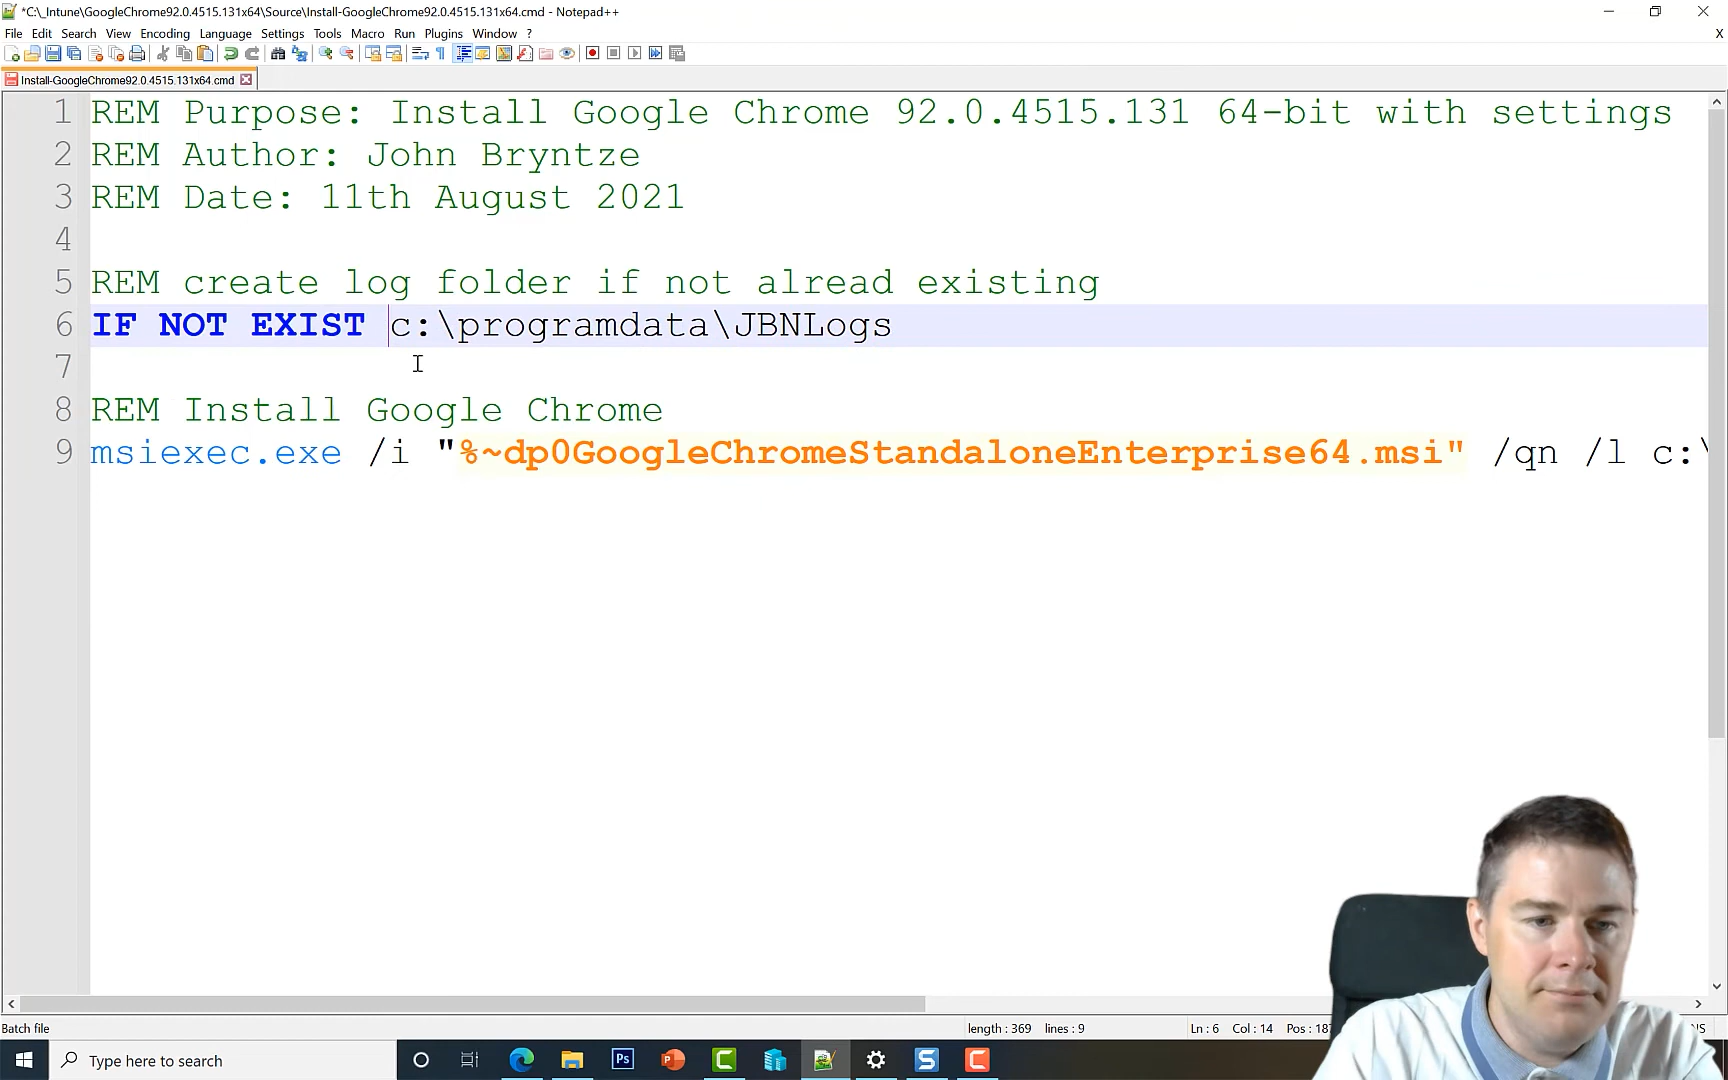 *C:\_Intune\GoogleChrome92.0.4515.131x64\Source\Install-GoogleChrome92.0.4515.131x64.cmd - Notepad++
File Edit Search View Encoding Language Settings Tools Macro Run Plugins Window ? X
Install-GoogleChrome92.0.4515.131x64.cmd
1 REM Purpose: Install Google Chrome 92.0.4515.131 64-bit with settings
2 REM Author: John Bryntze
3 REM Date: 11th August 2021
4
5 REM create log folder if not alread existing
6 IF NOT EXIST c:\programdata\JBNLogs
7
8 REM Install Google Chrome
9 msiexec.exe /i "%~dp0GoogleChromeStandaloneEnterprise64.msi" /qn /l c:\
Batch file length : 369 lines : 9 Ln : 6 Col : 14 Pos : 187 NS
Type here to search
Ps
P
C
S
C